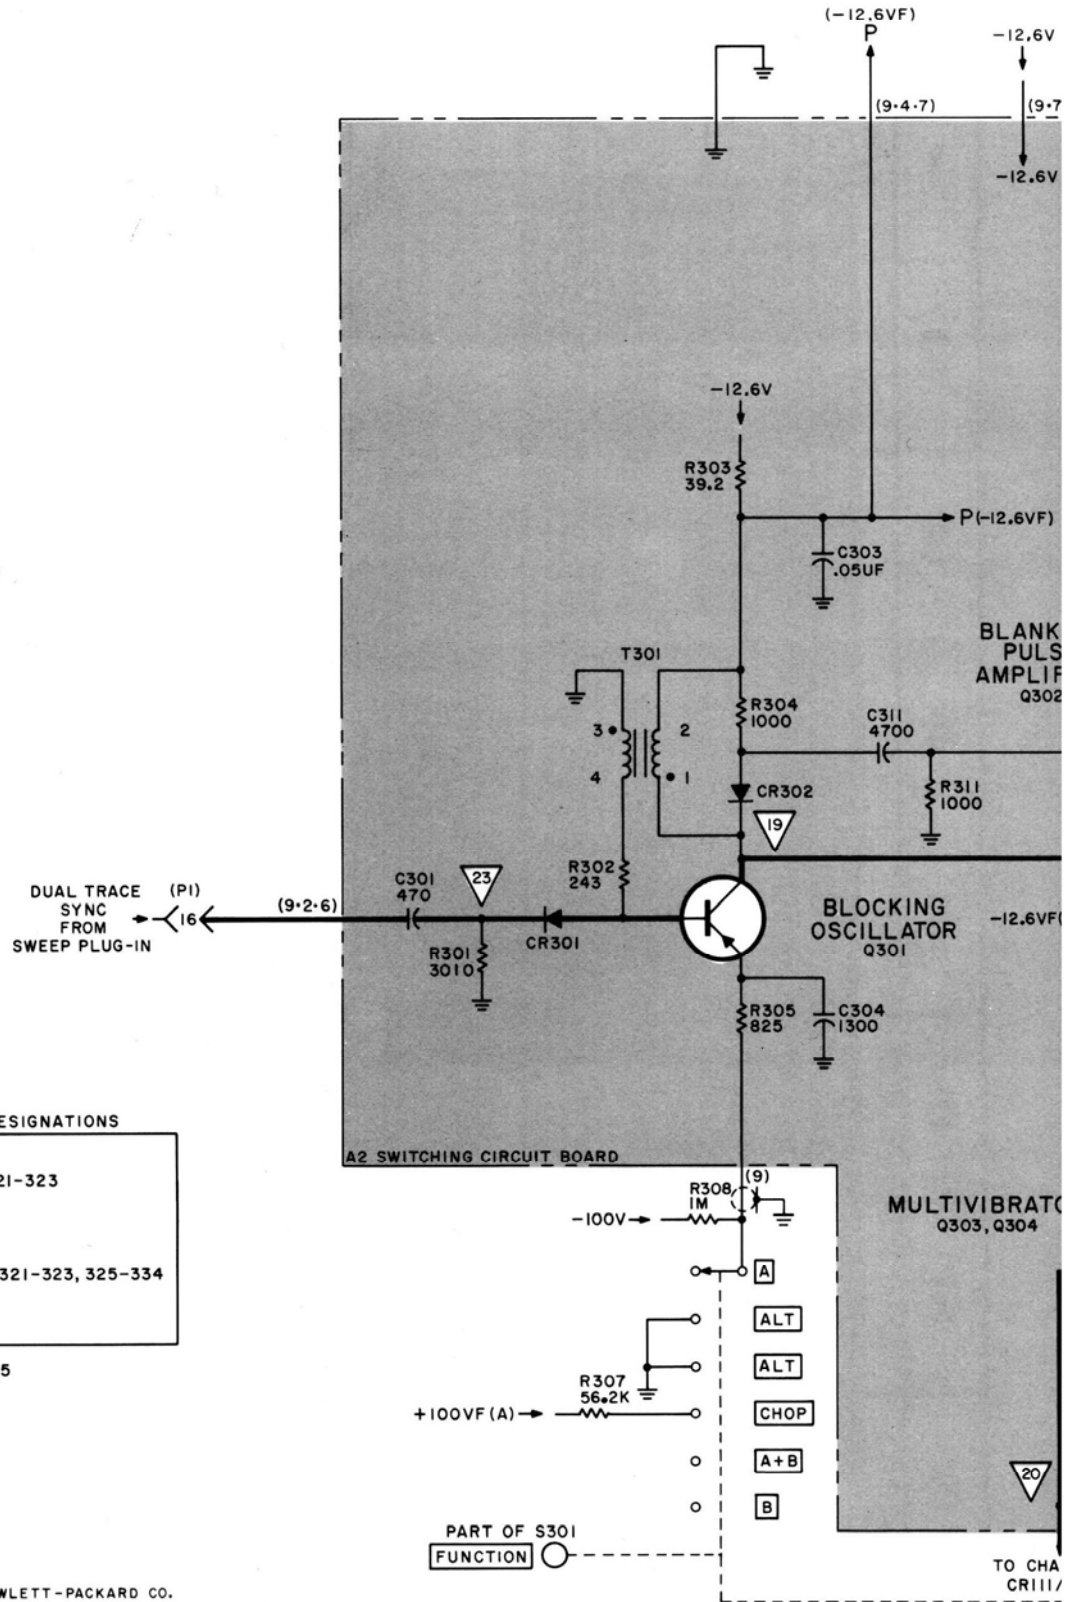 (-12.6VF)
P
-12.6V
(9·4·7)
(9·7
-12.6V
-12.6V
R303
39.2
P(-12.6VF)
C303
.05UF
BLANK
PULS
AMPLIF
Q302
T301
R304
1000
C311
4700
3
2
4
1
CR302
R311
1000
19
R302
243
DUAL TRACE
SYNC
FROM
SWEEP PLUG-IN
(P1)
16
(9·2·6)
C301
470
23
R301
3010
CR301
BLOCKING
OSCILLATOR
Q301
-12.6VF(
R305
825
C304
1300
ESIGNATIONS
21-323
321-323, 325-334
5
A2 SWITCHING CIRCUIT BOARD
R308
1M
(9)
-100V
MULTIVIBRATO
Q303, Q304
A
ALT
ALT
R307
56.2K
+100VF(A)
CHOP
A+B
B
20
PART OF S301
FUNCTION
TO CHA
CR111/
WLETT-PACKARD CO.